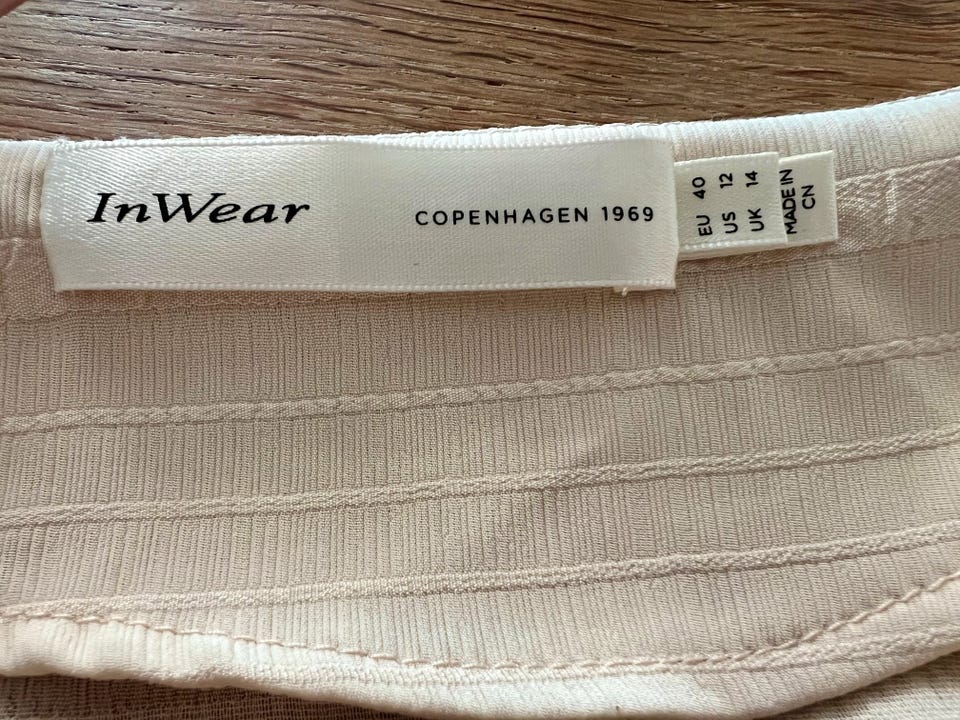 InWear
COPENHAGEN 1969
EU 40
US 12
UK 14
MADE IN
CN